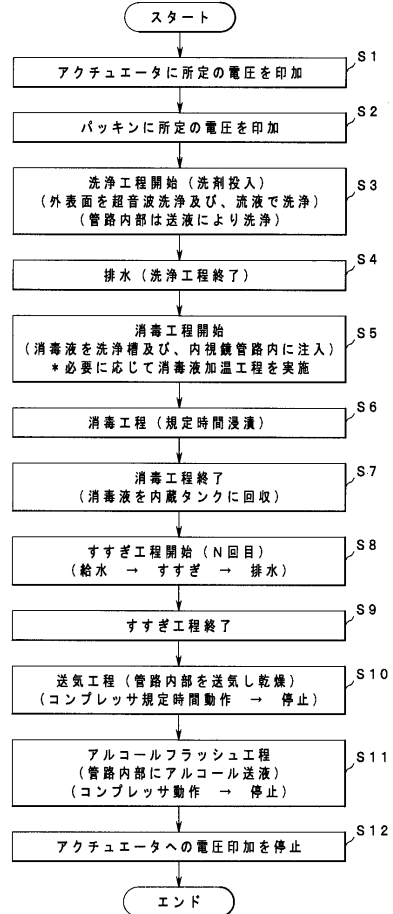 スタート
S1
アクチュエータに所定の電圧を印加
S2
パッキンに所定の電圧を印加
S3
洗浄工程開始(洗剤投入)
(外表面を超音波洗浄及び、流液で洗浄)
(管路内部は送液により洗浄)
S4
排水(洗浄工程終了)
S5
消毒工程開始
(消毒液を洗浄槽及び、内視鏡管路内に注入)
*必要に応じて消毒液加温工程を実施
S6
消毒工程(規定時間浸漬)
S7
消毒工程終了
(消毒液を内蔵タンクに回収)
S8
すすぎ工程開始(N回目)
(給水 → すすぎ → 排水)
S9
すすぎ工程終了
S10
送気工程(管路内部を送気し乾燥)
(コンプレッサ規定時間動作 → 停止)
S11
アルコールフラッシュ工程
(管路内部にアルコール送液)
(コンプレッサ動作 → 停止)
S12
アクチュエータへの電圧印加を停止
エンド